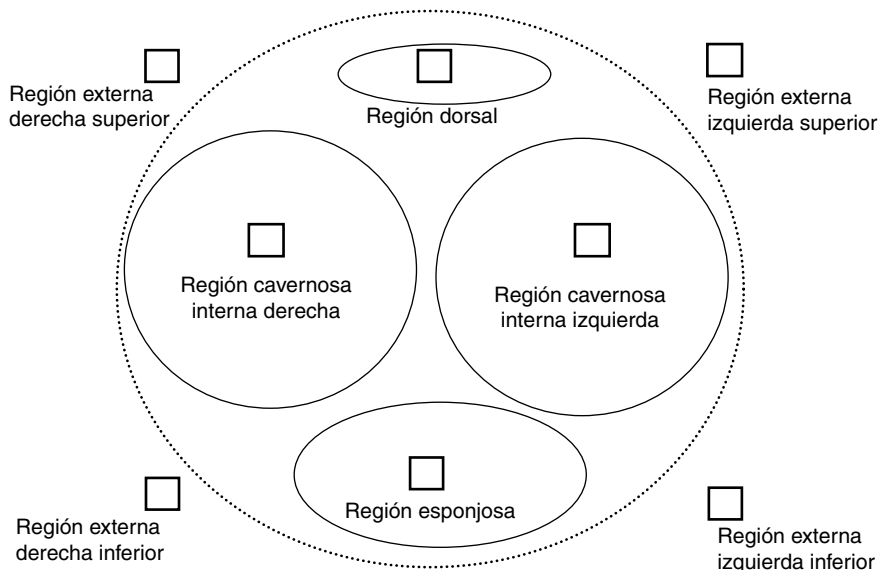 Región externa
derecha superior
Región dorsal
Región externa
izquierda superior
Región cavernosa
interna derecha
Región cavernosa
interna izquierda
Región esponjosa
Región externa
derecha inferior
Región externa
izquierda inferior